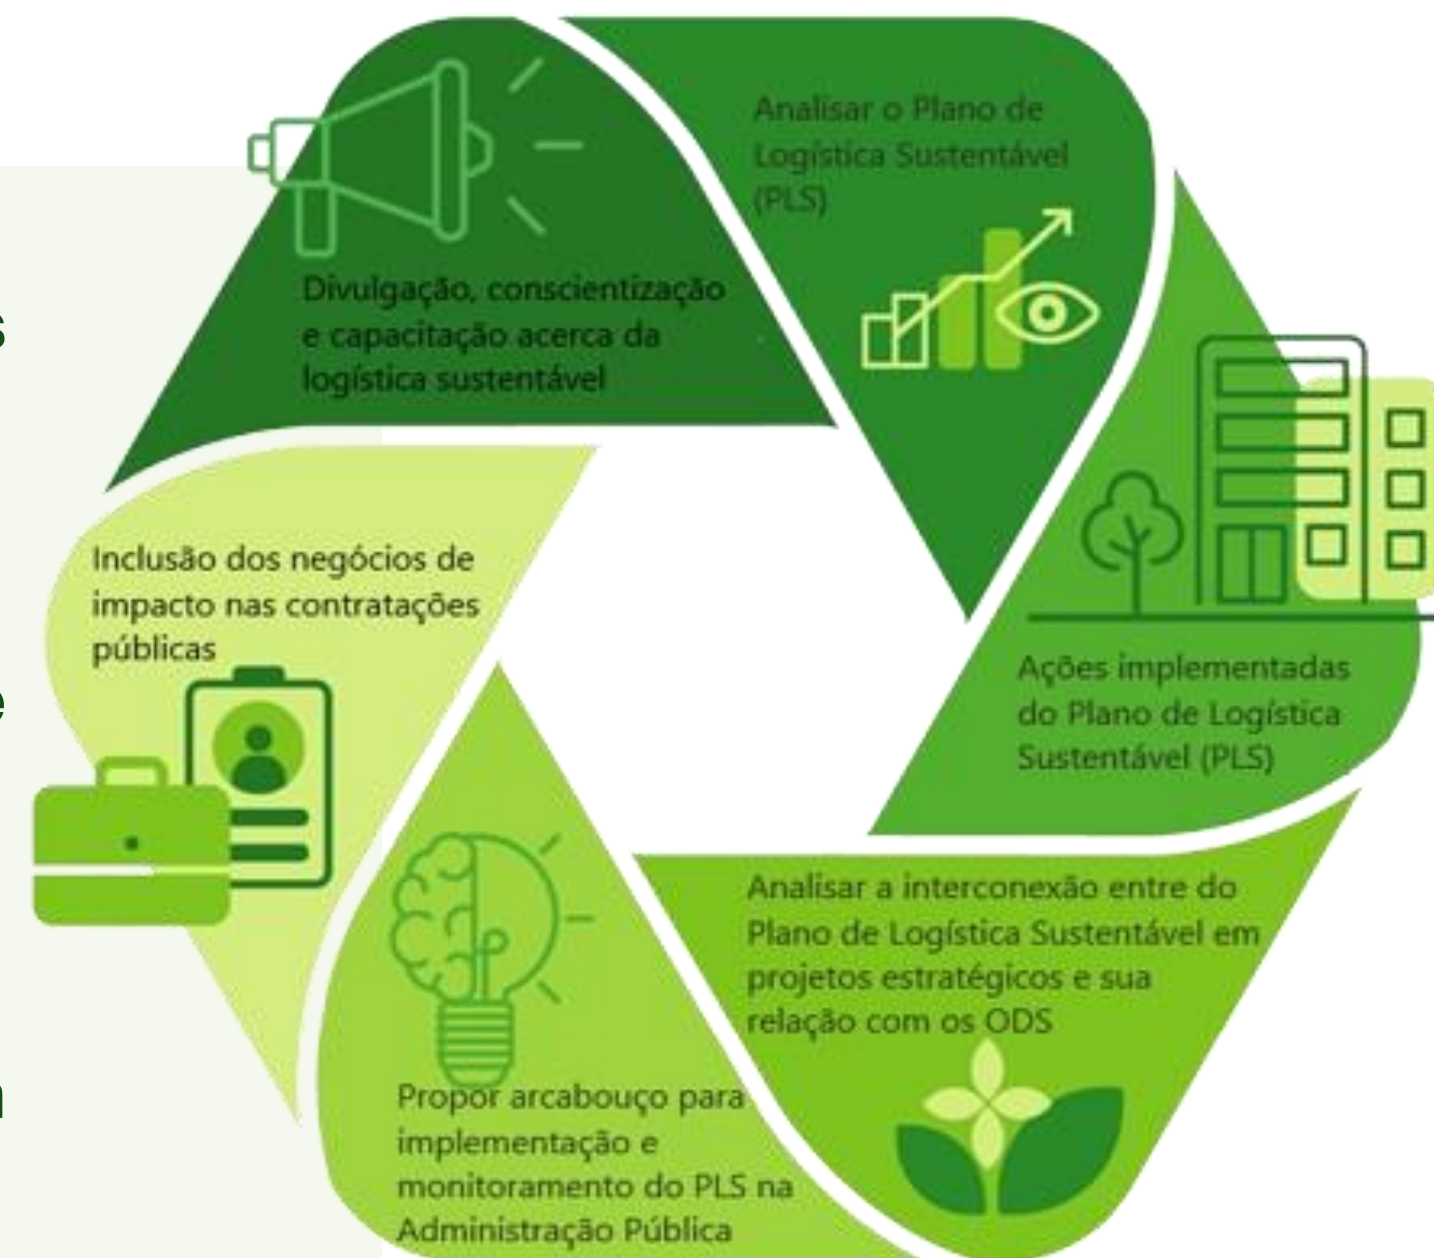 Analisar o Plano de
Logística Sustentável
(PLS)
Divulgação, conscientização
e capacitação acerca da
logística sustentável
Inclusão dos negócios de
impacto nas contratações
públicas
Ações implementadas
do Plano de Logística
Sustentável (PLS)
Analisar a interconexão entre do
Plano de Logística Sustentável em
projetos estratégicos e sua
relação com os ODS
Propor arcabouço para
implementação e
monitoramento do PLS na
Administração Pública